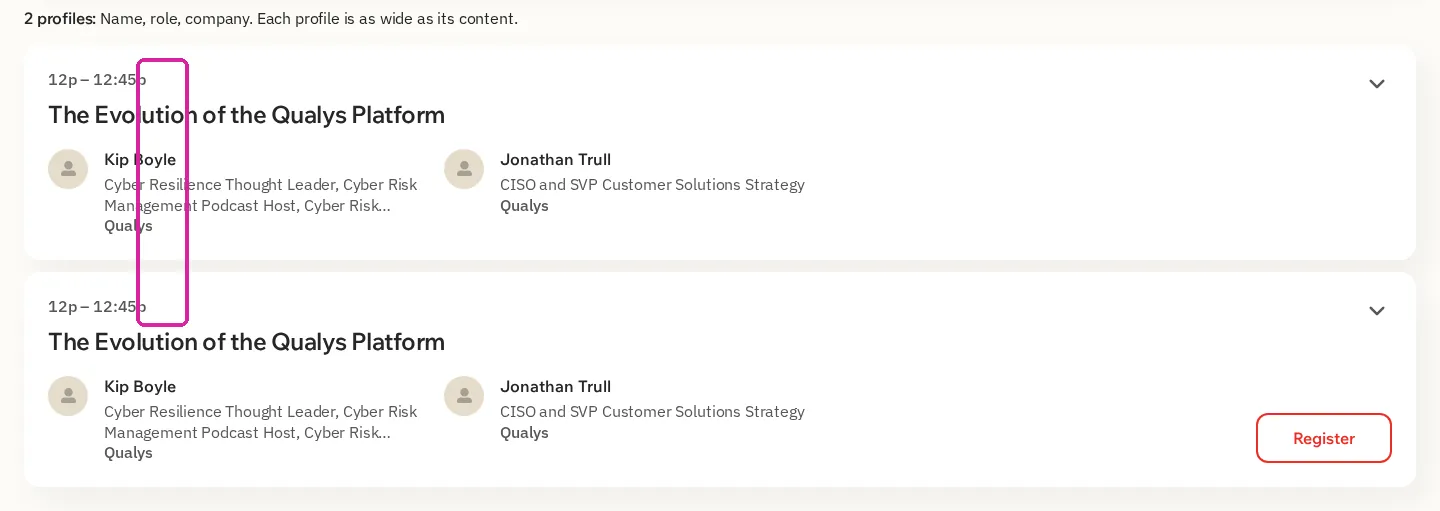 2 profiles: Name, role, company. Each profile is as wide as its content.
12p – 12:45p
The Evolution of the Qualys Platform
Kip Boyle
Cyber Resilience Thought Leader, Cyber Risk
Management Podcast Host, Cyber Risk...
Qualys
Jonathan Trull
CISO and SVP Customer Solutions Strategy
Qualys
12p – 12:45p
The Evolution of the Qualys Platform
Kip Boyle
Cyber Resilience Thought Leader, Cyber Risk
Management Podcast Host, Cyber Risk...
Qualys
Jonathan Trull
CISO and SVP Customer Solutions Strategy
Qualys
Register